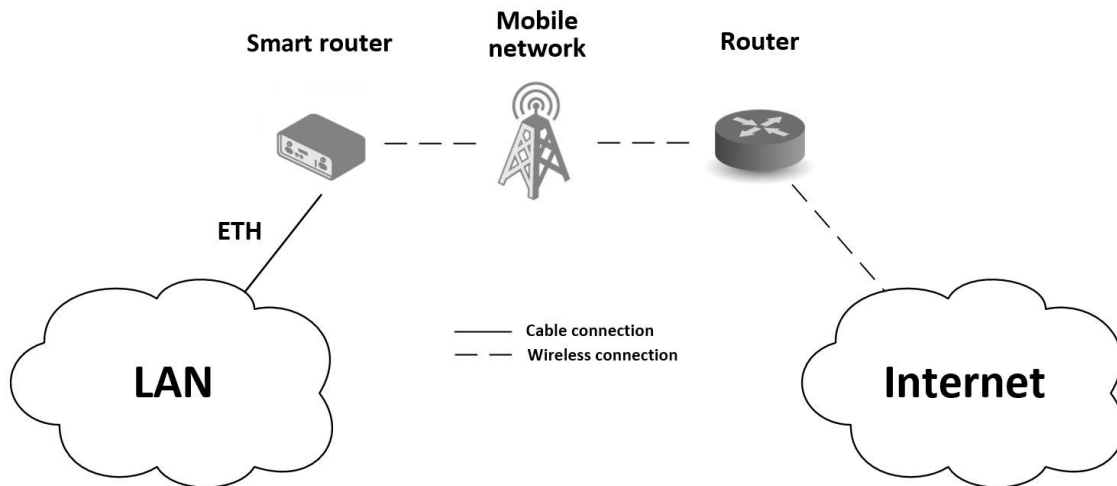 Smart router
Mobile
network
Router
ETH
LAN
Cable connection
Wireless connection
Internet